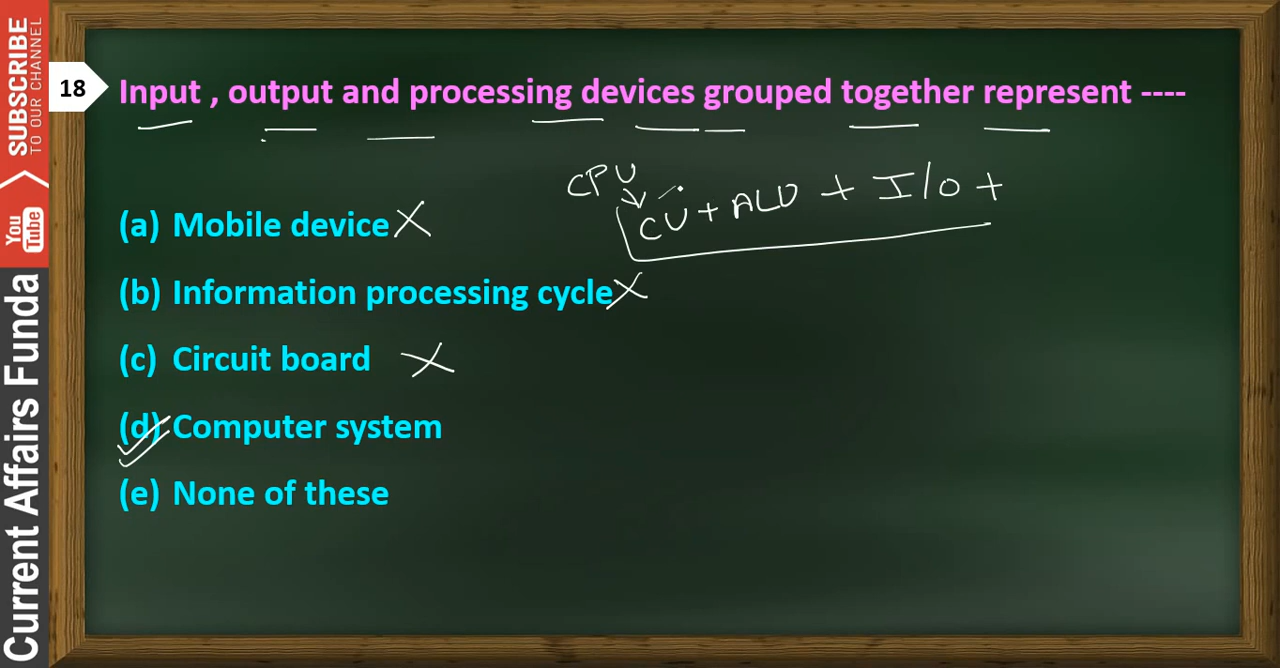 SUBSCRIBE
TO OUR CHANNEL
You Tube
Current Affairs Funda
18
Input , output and processing devices grouped together represent ----
CPU
CU + ALU + I/O +
(a) Mobile device
(b) Information processing cycle
(c) Circuit board
(d) Computer system
(e) None of these